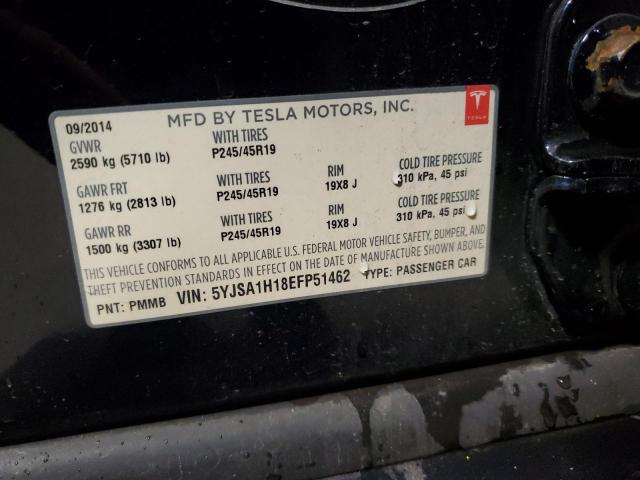 09/2014 MFD BY TESLA MOTORS, INC. TESLA
GVWR WITH TIRES
2590 kg (5710 lb) P245/45R19
GAWR FRT WITH TIRES RIM COLD TIRE PRESSURE
1276 kg (2813 lb) P245/45R19 19X8 J 310 kPa, 45 psi
GAWR RR WITH TIRES RIM COLD TIRE PRESSURE
1500 kg (3307 lb) P245/45R19 19X8 J 310 kPa, 45 psi
THIS VEHICLE CONFORMS TO ALL APPLICABLE U.S. FEDERAL MOTOR VEHICLE SAFETY, BUMPER, AND
THEFT PREVENTION STANDARDS IN EFFECT ON THE DATE OF MANUFACTURE SHOWN ABOVE.
PNT: PMMB VIN: 5YJSA1H18EFP51462 TYPE: PASSENGER CAR